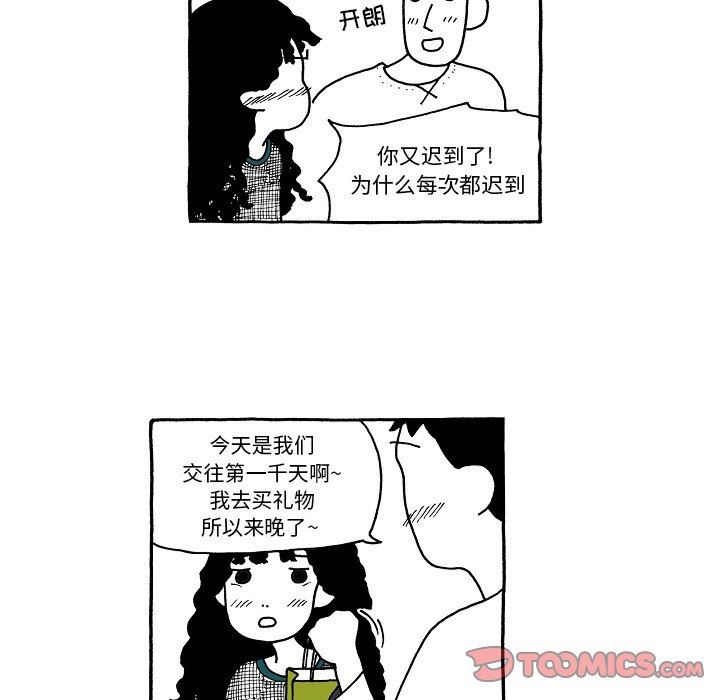 开朗
你又迟到了!
为什么每次都迟到
今天是我们
交往第一千天啊~
我去买礼物
所以来晚了~
TOOMICS.COM